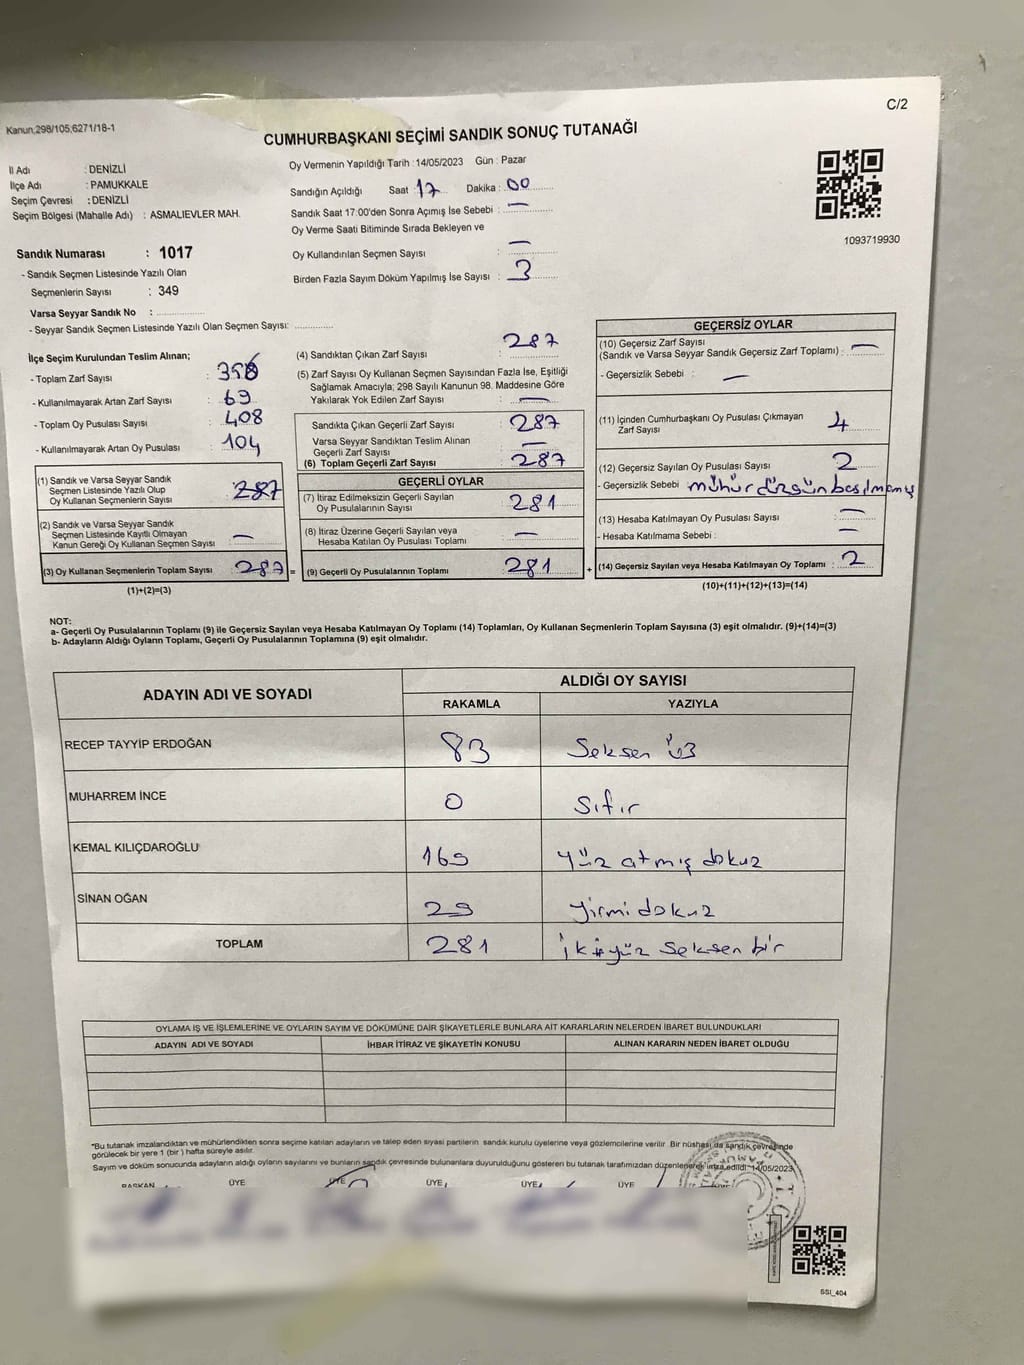 C/2
Kanun,298/105,6271/18-1
CUMHURBAŞKANI SEÇİMİ SANDIK SONUÇ TUTANAĞI
İl Adı : DENİZLİ
İlçe Adı : PAMUKKALE
Seçim Çevresi : DENİZLİ
Seçim Bölgesi (Mahalle Adı) : ASMALIEVLER MAH.
Oy Vermenin Yapıldığı Tarih :14/05/2023 Gün : Pazar
Sandığın Açıldığı Saat : 17 Dakika : 00
Sandık Saat 17:00'den Sonra Açımış İse Sebebi : —
Oy Verme Saati Bitiminde Sırada Bekleyen ve
Oy Kullandırılan Seçmen Sayısı : —
Birden Fazla Sayım Döküm Yapılmış İse Sayısı : 3
1093719930
Sandık Numarası : 1017
- Sandık Seçmen Listesinde Yazılı Olan
Seçmenlerin Sayısı : 349
Varsa Seyyar Sandık No :
- Seyyar Sandık Seçmen Listesinde Yazılı Olan Seçmen Sayısı:
İlçe Seçim Kurulundan Teslim Alınan;
- Toplam Zarf Sayısı :
- Kullanılmayarak Artan Zarf Sayısı : 69
- Toplam Oy Pusulası Sayısı : 408
- Kullanılmayarak Artan Oy Pusulası : 104
(1) Sandık ve Varsa Seyyar Sandık
Seçmen Listesinde Yazılı Olup
Oy Kullanan Seçmenlerin Sayısı : 287
(2) Sandık ve Varsa Seyyar Sandık
Seçmen Listesinde Kayıtlı Olmayan
Kanun Gereği Oy Kullanan Seçmen Sayısı : —
(3) Oy Kullanan Seçmenlerin Toplam Sayısı : 287 =
(1)+(2)=(3)
(4) Sandıktan Çıkan Zarf Sayısı : 287
(5) Zarf Sayısı Oy Kullanan Seçmen Sayısından Fazla İse, Eşitliği
Sağlamak Amacıyla; 298 Sayılı Kanunun 98. Maddesine Göre
Yakılarak Yok Edilen Zarf Sayısı : —
Sandıkta Çıkan Geçerli Zarf Sayısı : 287
Varsa Seyyar Sandıktan Teslim Alınan
Geçerli Zarf Sayısı : —
(6) Toplam Geçerli Zarf Sayısı : 287
GEÇERLİ OYLAR
(7) İtiraz Edilmeksizin Geçerli Sayılan
Oy Pusulalarının Sayısı : 281
(8) İtiraz Üzerine Geçerli Sayılan veya
Hesaba Katılan Oy Pusulası Toplamı : —
(9) Geçerli Oy Pusulalarının Toplamı : 281 +
GEÇERSİZ OYLAR
(10) Geçersiz Zarf Sayısı
(Sandık ve Varsa Seyyar Sandık Geçersiz Zarf Toplamı) : —
- Geçersizlik Sebebi : —
(11) İçinden Cumhurbaşkanı Oy Pusulası Çıkmayan
Zarf Sayısı : 4
(12) Geçersiz Sayılan Oy Pusulası Sayısı : 2
- Geçersizlik Sebebi : mühür düzgün basılmamış
(13) Hesaba Katılmayan Oy Pusulası Sayısı : —
- Hesaba Katılmama Sebebi : —
(14) Geçersiz Sayılan veya Hesaba Katılmayan Oy Toplamı : 2
(10)+(11)+(12)+(13)=(14)
NOT:
a- Geçerli Oy Pusulalarının Toplamı (9) ile Geçersiz Sayılan veya Hesaba Katılmayan Oy Toplamı (14) Toplamları, Oy Kullanan Seçmenlerin Toplam Sayısına (3) eşit olmalıdır. (9)+(14)=(3)
b- Adayların Aldığı Oyların Toplamı, Geçerli Oy Pusulalarının Toplamına (9) eşit olmalıdır.
ADAYIN ADI VE SOYADI ALDIĞI OY SAYISI
RAKAMLA YAZIYLA
RECEP TAYYİP ERDOĞAN 83 Seksen üç
MUHARREM İNCE 0 Sıfır
KEMAL KILIÇDAROĞLU 169 yüz atmış dokuz
SİNAN OĞAN 29 yirmi dokuz
TOPLAM 281 ikiyüz seksen bir
OYLAMA İŞ VE İŞLEMLERİNE VE OYLARIN SAYIM VE DÖKÜMÜNE DAİR ŞİKAYETLERLE BUNLARA AİT KARARLARIN NELERDEN İBARET BULUNDUKLARI
ADAYIN ADI VE SOYADI İHBAR İTİRAZ VE ŞİKAYETİN KONUSU ALINAN KARARIN NEDEN İBARET OLDUĞU
*Bu tutanak imzalandıktan ve mühürlendikten sonra seçime katılan adayların ve talep eden siyasi partilerin sandık kurulu üyelerine veya gözlemcilerine verilir. Bir nüshası da sandık çevresinde
görülecek bir yere 1 (bir ) hafta süreyle asılır.
Sayım ve döküm sonucunda adayların aldığı oyların sayılarını ve bunların sandık çevresinde bulunanlara duyurulduğunu gösteren bu tutanak tarafımızdan düzenlenerek imza edildi. 14/05/2023
BAŞKAN ÜYE ÜYE ÜYE ÜYE ÜYE
T.C.
SSI_404